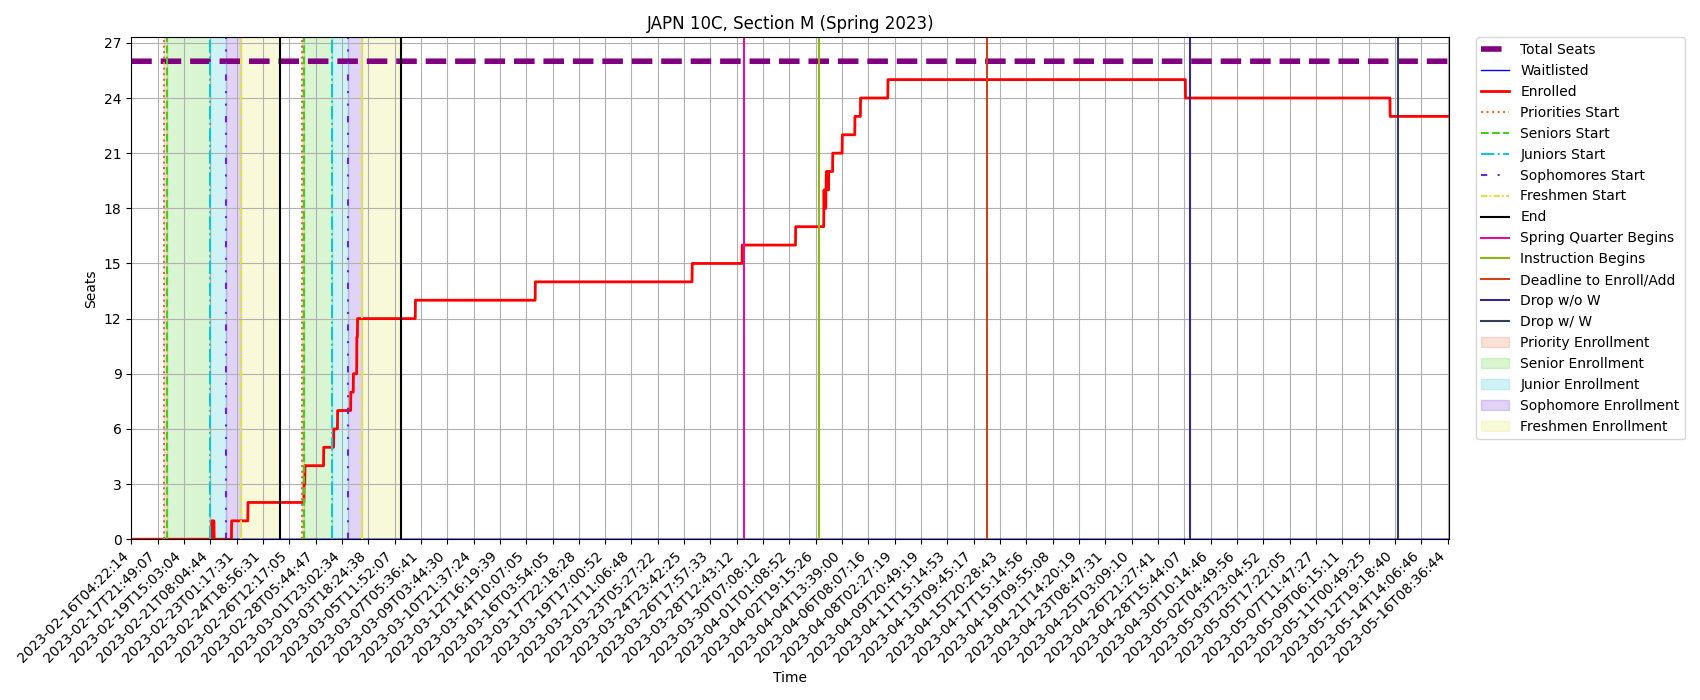 JAPN 10C, Section M (Spring 2023)
Seats
27
24
21
18
15
12
9
6
3
0
2023-02-16T04:22:14
2023-02-17T21:49:07
2023-02-19T15:03:04
2023-02-21T08:04:44
2023-02-23T01:17:31
2023-02-24T18:56:31
2023-02-26T12:17:05
2023-02-28T05:44:47
2023-03-01T23:02:34
2023-03-03T18:24:38
2023-03-05T11:52:07
2023-03-07T05:36:41
2023-03-09T03:44:30
2023-03-12T16:19:39
2023-03-14T10:07:05
2023-03-16T03:54:05
2023-03-17T22:18:28
2023-03-19T17:00:52
2023-03-21T11:06:48
2023-03-23T05:27:22
2023-03-24T23:42:25
2023-03-26T17:57:33
2023-03-28T12:43:12
2023-03-30T07:08:12
2023-04-01T01:08:52
2023-04-02T19:15:26
2023-04-04T13:39:00
2023-04-06T08:07:16
2023-04-08T02:27:19
2023-04-09T20:49:19
2023-04-11T15:14:53
2023-04-13T09:45:17
2023-04-15T20:28:43
2023-04-17T15:14:56
2023-04-19T09:55:08
2023-04-21T14:20:19
2023-04-23T08:47:31
2023-04-25T03:09:10
2023-04-26T21:27:41
2023-04-28T15:44:07
2023-04-30T10:14:46
2023-05-02T04:49:56
2023-05-03T23:04:52
2023-05-05T17:22:05
2023-05-07T11:47:27
2023-05-09T06:15:11
2023-05-11T00:49:25
2023-05-12T19:18:40
2023-05-14T14:06:46
2023-05-16T08:36:44
Time
Total Seats
Waitlisted
Enrolled
Priorities Start
Seniors Start
Juniors Start
Sophomores Start
Freshmen Start
End
Spring Quarter Begins
Instruction Begins
Deadline to Enroll/Add
Drop w/o W
Drop w/ W
Priority Enrollment
Senior Enrollment
Junior Enrollment
Sophomore Enrollment
Freshmen Enrollment